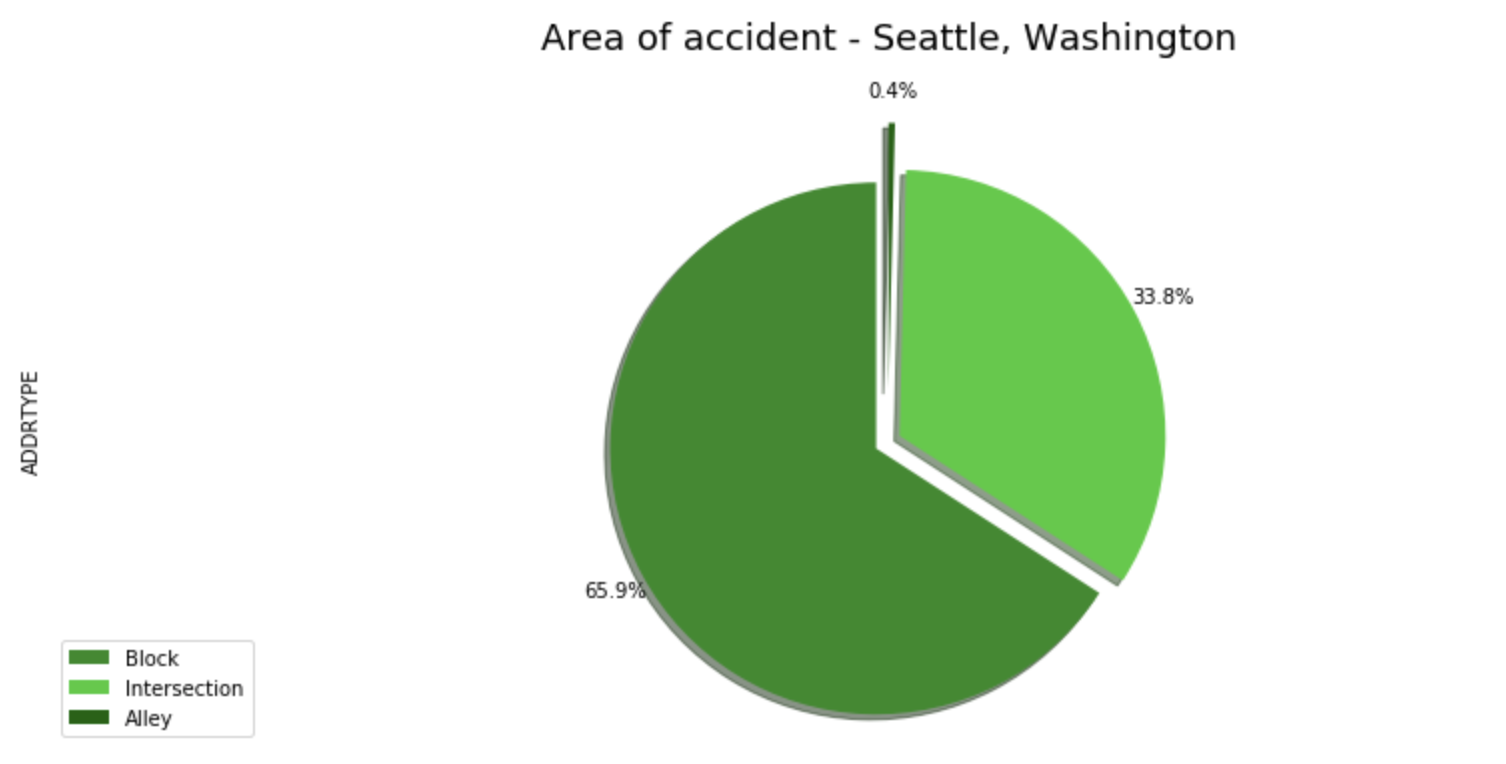 Area of accident - Seattle, Washington
0.4%
33.8%
ADDRTYPE
65.9%
Block
Intersection
Alley